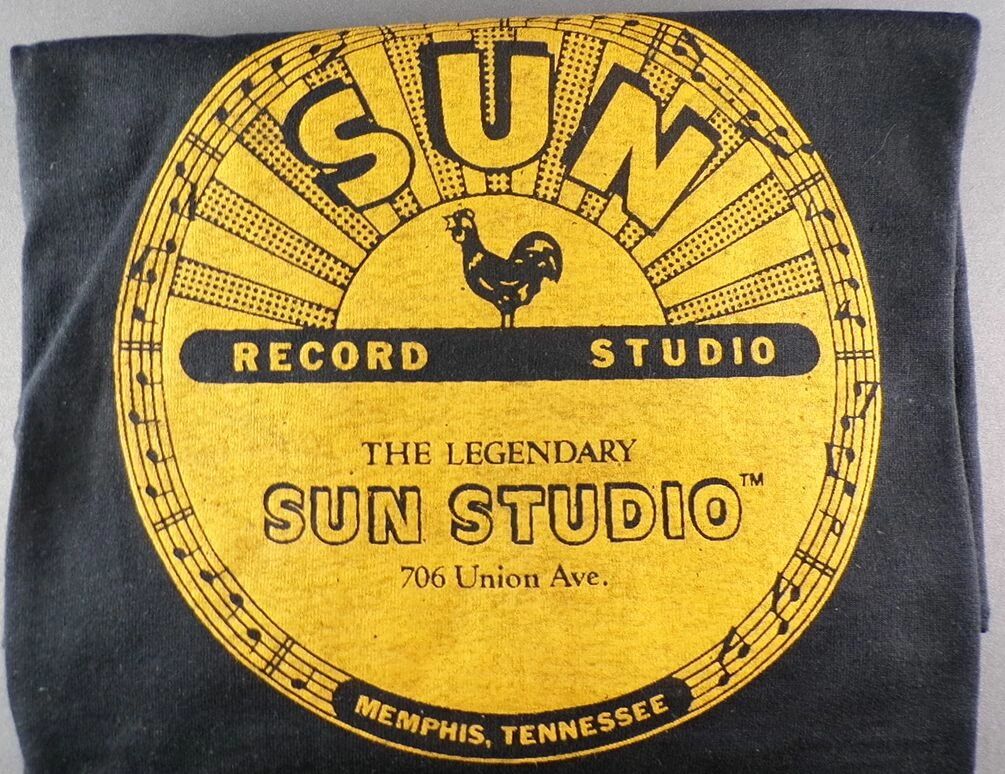 SUN
RECORD STUDIO
THE LEGENDARY
SUN STUDIO™
706 Union Ave.
MEMPHIS, TENNESSEE